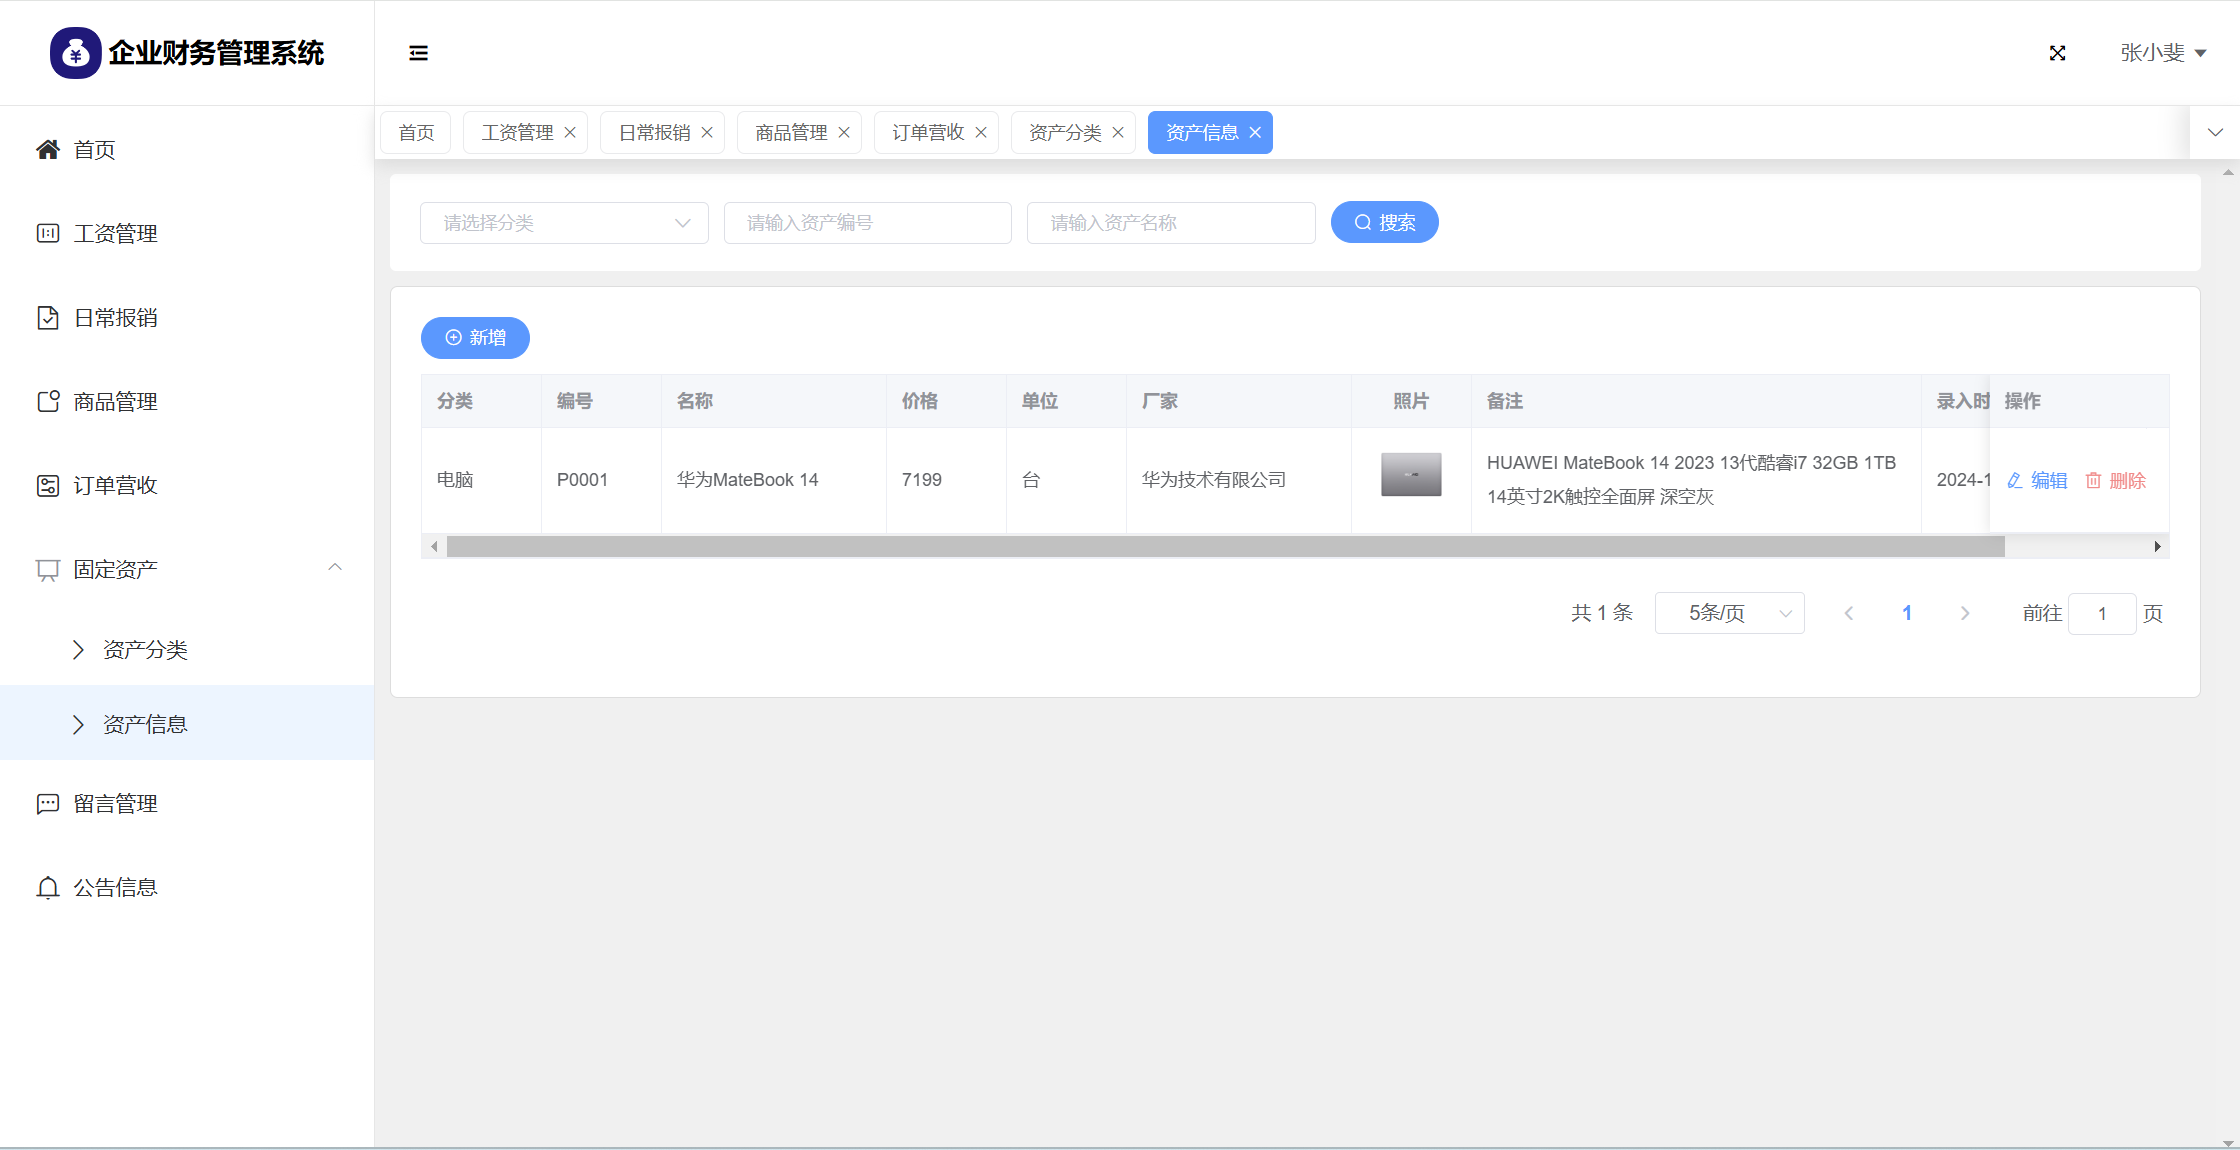 企业财务管理系统
张小斐
首页
工资管理
日常报销
商品管理
订单营收
固定资产
资产分类
资产信息
留言管理
公告信息
首页 工资管理 日常报销 商品管理 订单营收 资产分类 资产信息
请选择分类 请输入资产编号 请输入资产名称 搜索
新增
分类 编号 名称 价格 单位 厂家 照片 备注 录入时 操作
电脑 P0001 华为MateBook 14 7199 台 华为技术有限公司 HUAWEI MateBook 14 2023 13代酷睿i7 32GB 1TB
14英寸2K触控全面屏 深空灰
2024-1 编辑 删除
共 1 条 5条/页 1 前往 1 页